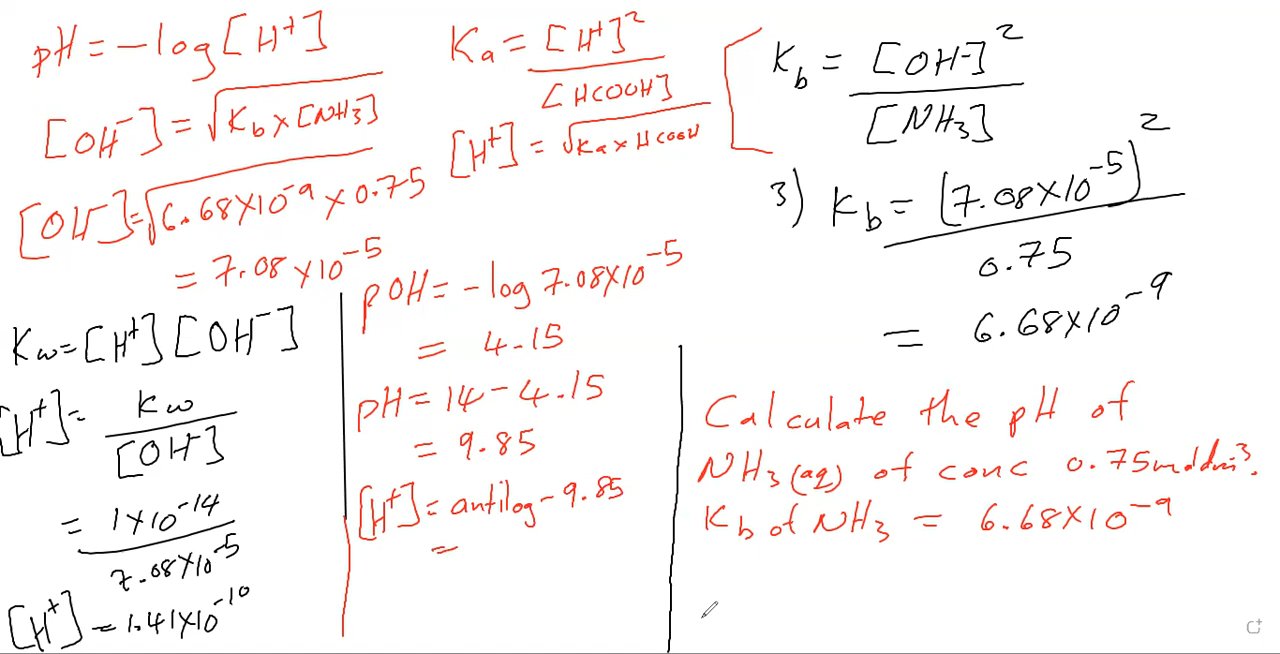 pH = -log[H⁺]
[OH⁻] = √Kb × [NH₃]
[OH⁻] = √6.68×10⁻⁹ × 0.75
= 7.08×10⁻⁵
Kₐ = [H⁺]²
[HCOOH]
[H⁺] = √Ka × HCOOH
Kb = [OH⁻]²
[NH₃]
3) Kb = (7.08×10⁻⁵)²
0.75
= 6.68×10⁻⁹
Kw = [H⁺][OH⁻]
[H⁺] = Kw
[OH⁻]
= 1×10⁻¹⁴
7.08×10⁻⁵
[H⁺] = 1.41×10⁻¹⁰
pOH = -log 7.08×10⁻⁵
= 4.15
pH = 14 - 4.15
= 9.85
[H⁺] = antilog - 9.85
=
Calculate the pH of
NH₃(aq) of conc 0.75moldm³.
Kb of NH₃ = 6.68×10⁻⁹